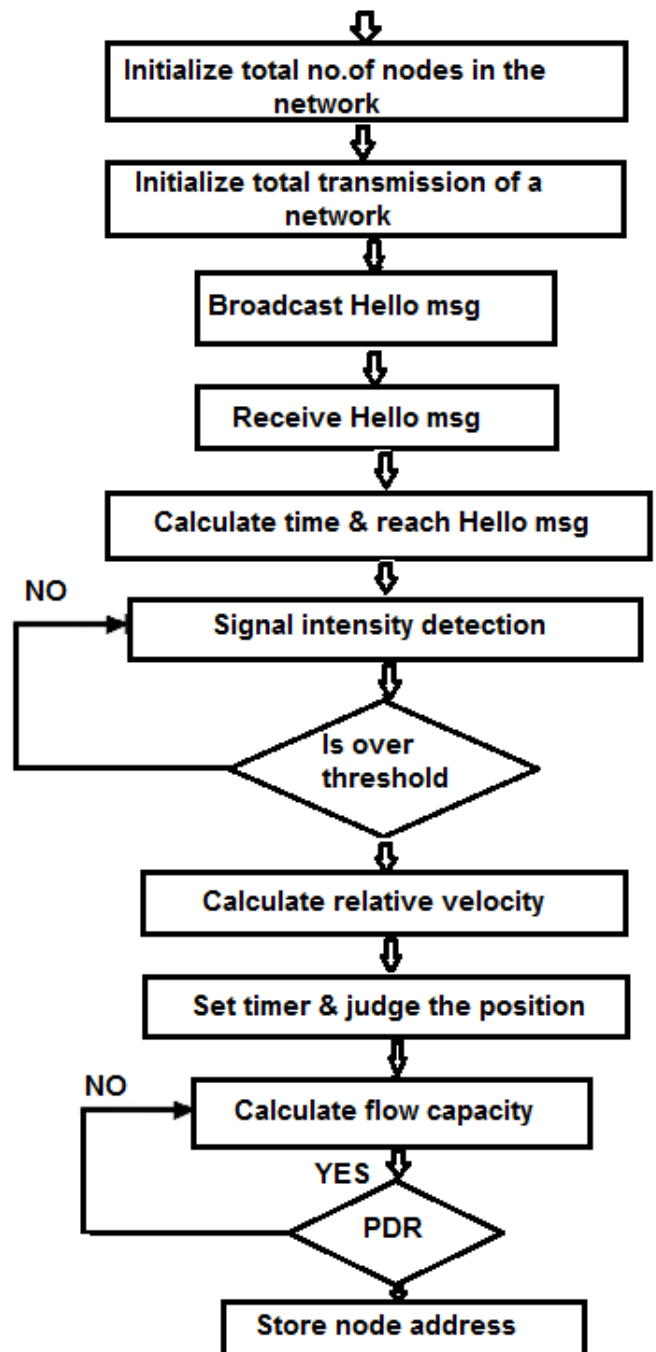 Initialize total no.of nodes in the
network
Initialize total transmission of a
network
Broadcast Hello msg
Receive Hello msg
Calculate time & reach Hello msg
NO
Signal intensity detection
Is over
threshold
Calculate relative velocity
Set timer & judge the position
NO
Calculate flow capacity
YES
PDR
Store node address